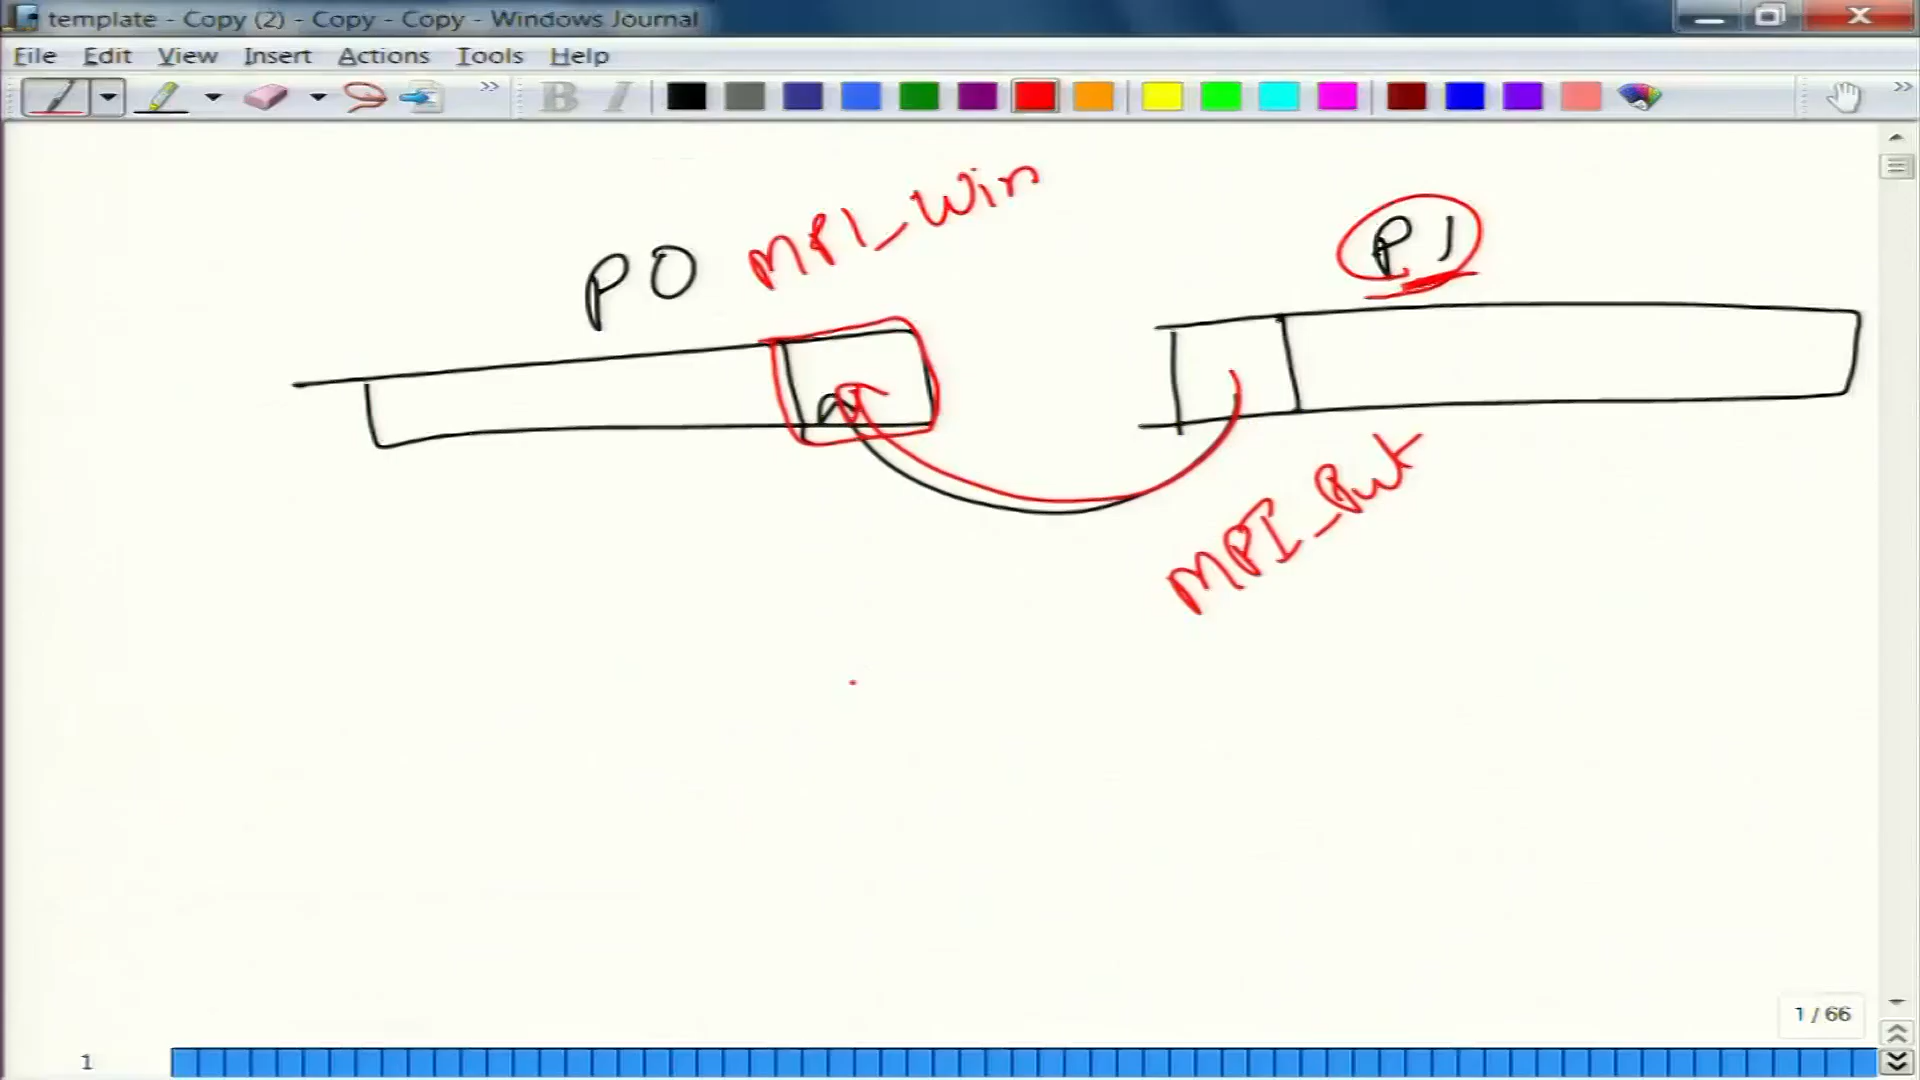 template - Copy (2) - Copy - Copy - Windows Journal
File Edit View Insert Actions Tools Help
B I
MPI_Win
P0
P1
MPI_Put
1 / 66
1